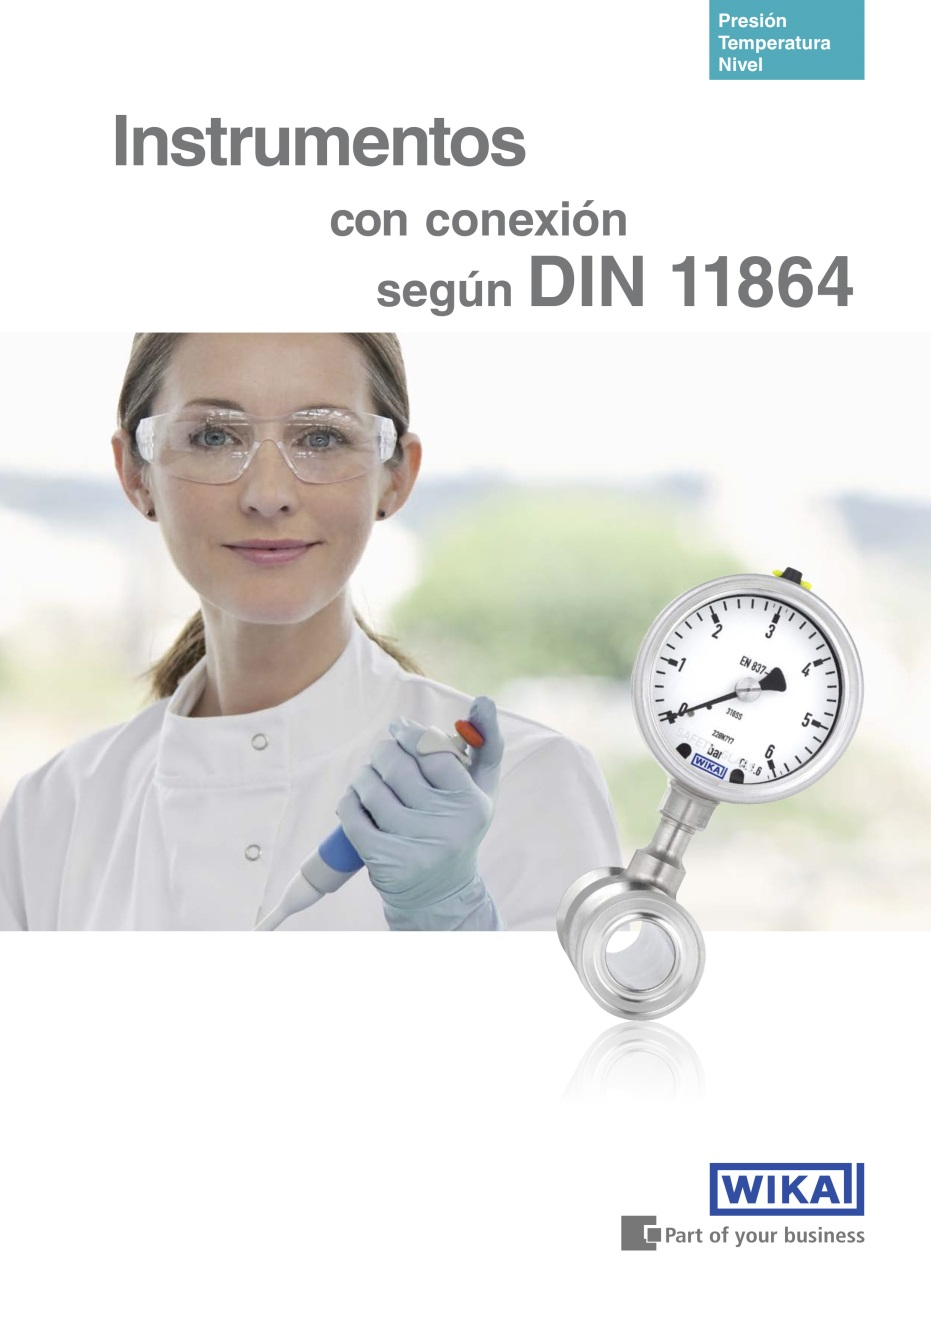 Presión
Temperatura
Nivel
Instrumentos
con conexión
según DIN 11864
0
1
2
3
4
5
6
EN 837-
316SS
bar
WIKA
WIKA
Part of your business